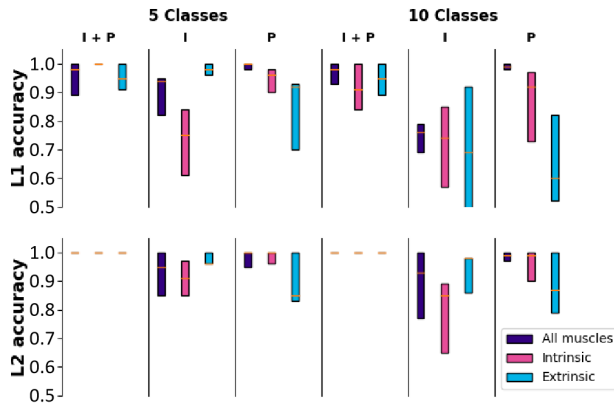 5 Classes 10 Classes
I + P I P I + P I P
L1 accuracy
1.0
0.9
0.8
0.7
0.6
0.5
L2 accuracy
1.0
0.9
0.8
0.7
0.6
0.5
All muscles
Intrinsic
Extrinsic